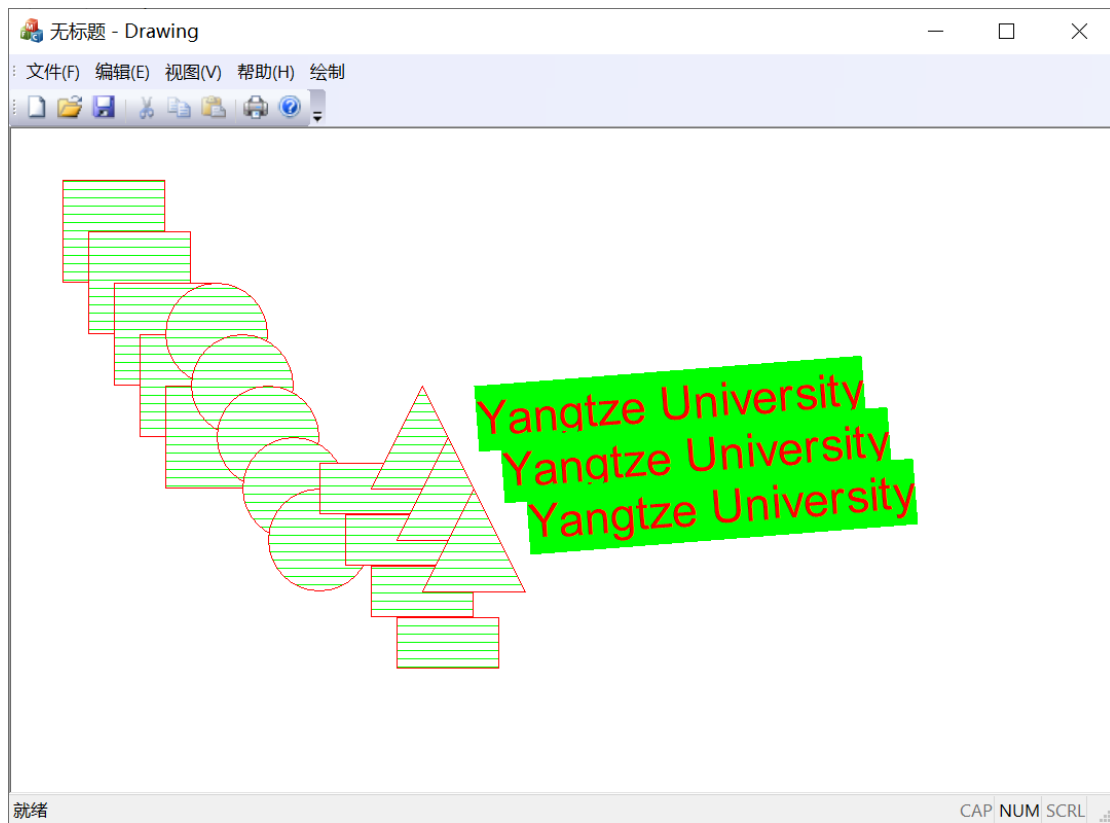 无标题 - Drawing
文件(F) 编辑(E) 视图(V) 帮助(H) 绘制
Yangtze University
Yangtze University
Yangtze University
就绪 CAP NUM SCRL